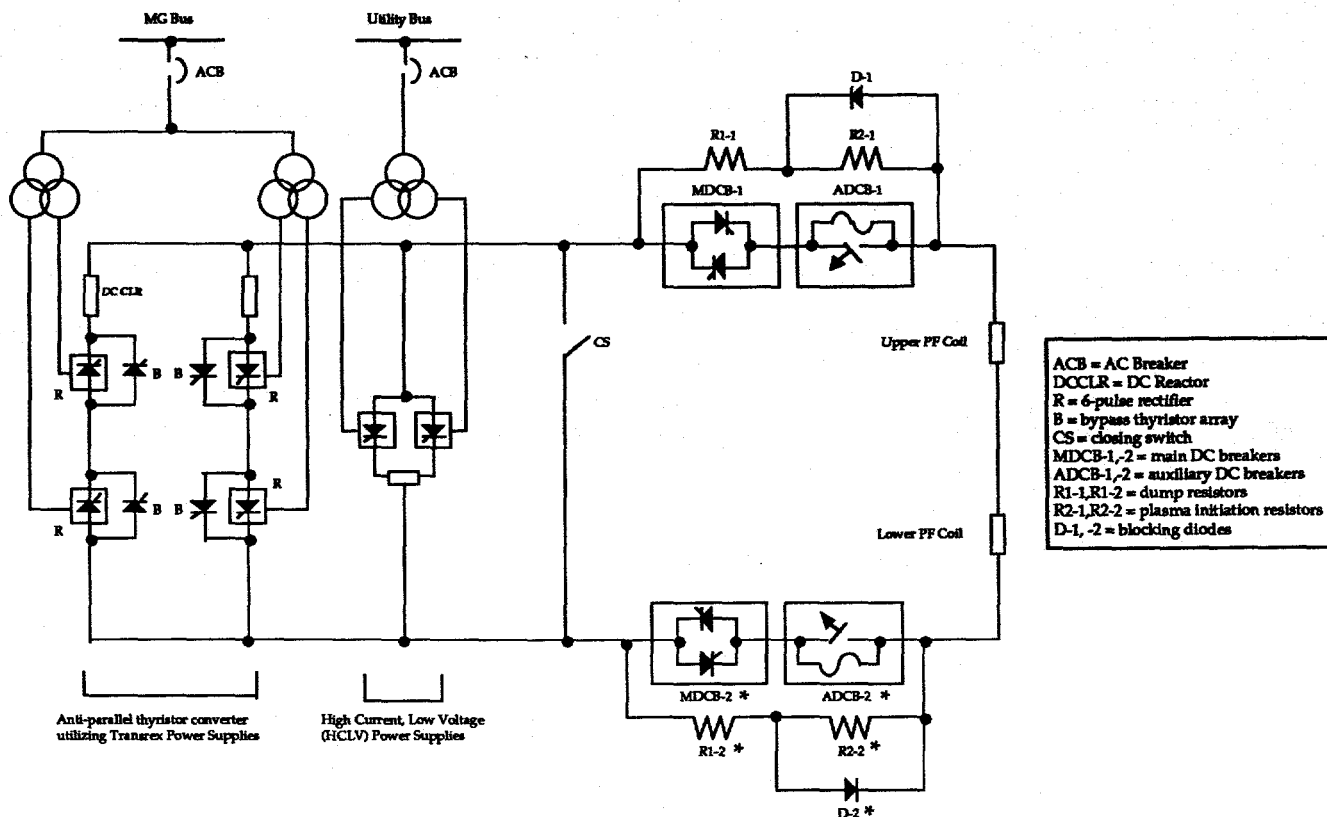 MG Bus
Utility Bus
ACB
ACB
D-1
R1-1
R2-1
MDCB-1
ADCB-1
DC CLR
CS
Upper PF Coil
B
B
R
R
R
B
B
R
Lower PF Coil
ACB = AC Breaker
DCCLR = DC Reactor
R = 6-pulse rectifier
B = bypass thyristor array
CS = closing switch
MDCB-1,-2 = main DC breakers
ADCB-1,-2 = auxiliary DC breakers
R1-1,R1-2 = dump resistors
R2-1,R2-2 = plasma initiation resistors
D-1, -2 = blocking diodes
MDCB-2 *
ADCB-2 *
R1-2 *
R2-2 *
D-2 *
Anti-parallel thyristor converter
utilizing Transrex Power Supplies
High Current, Low Voltage
(HCLV) Power Supplies